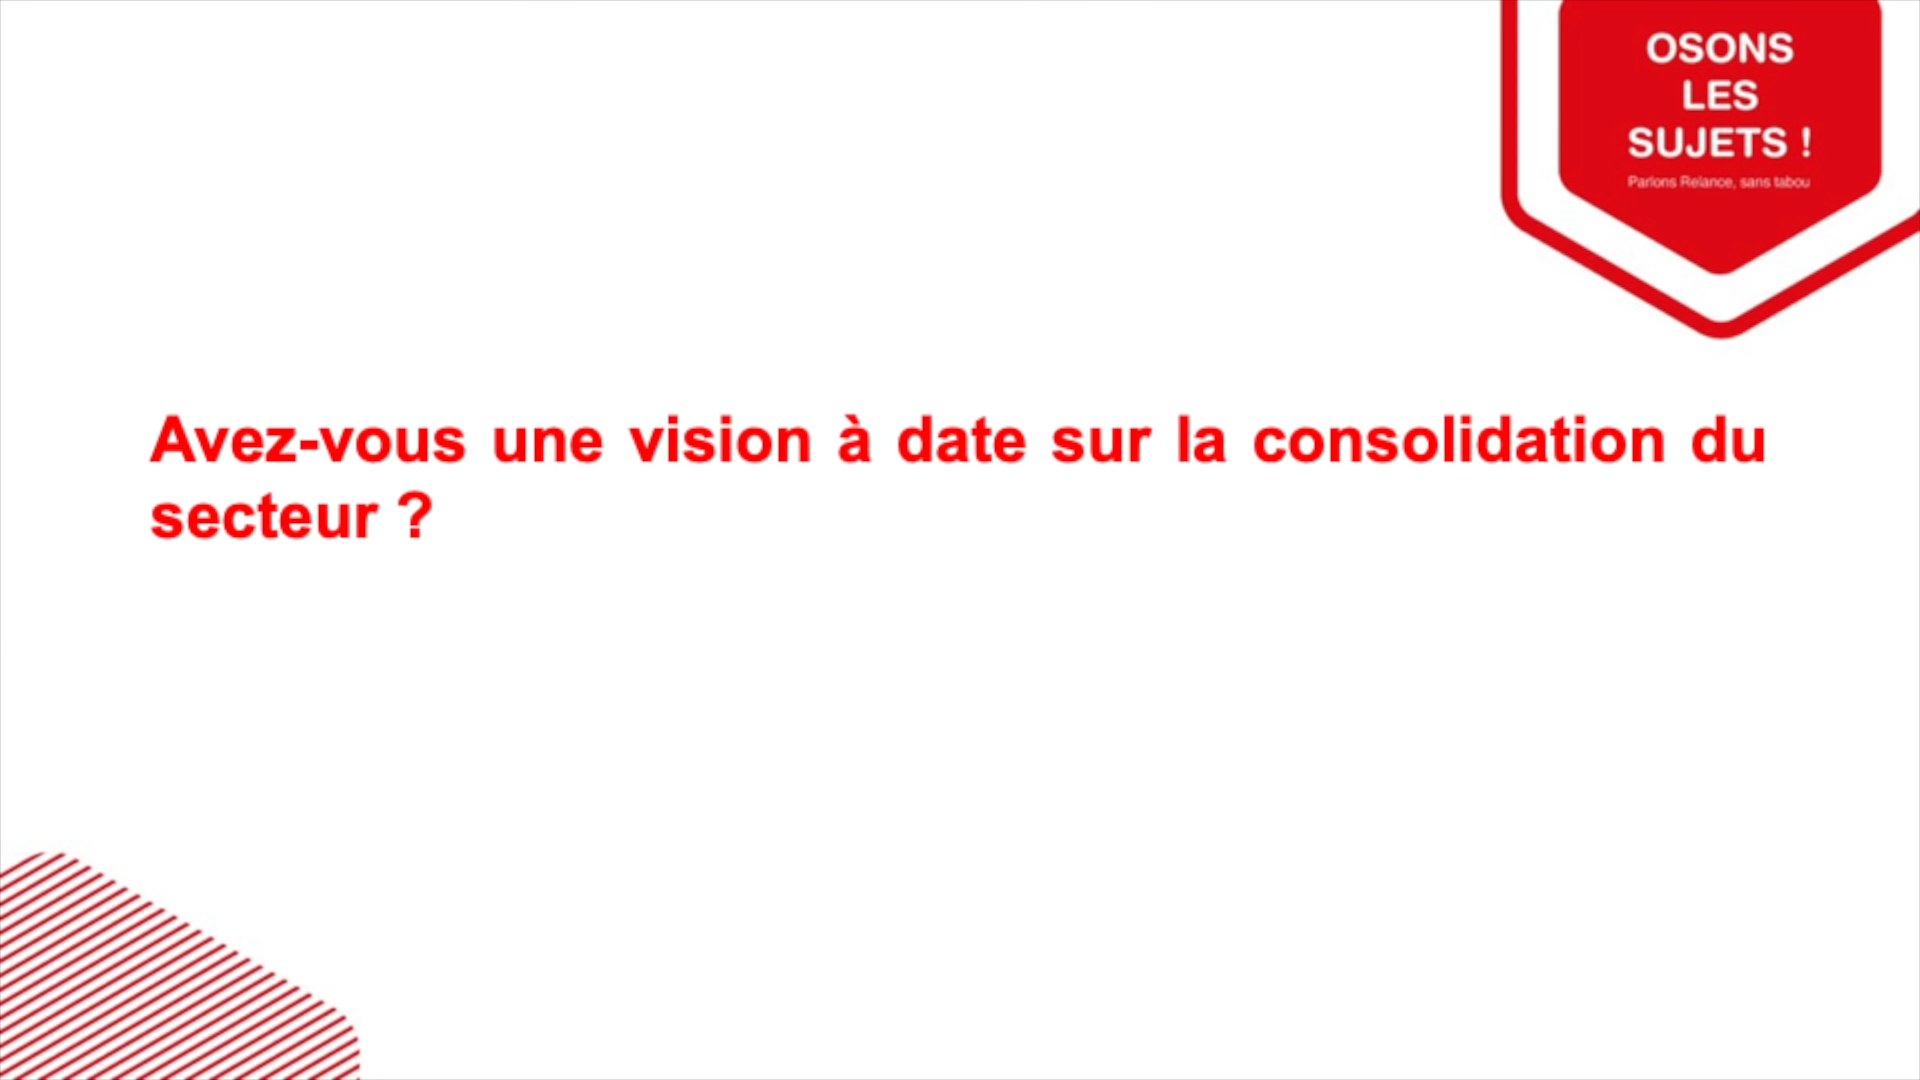 OSONS
LES
SUJETS !
Parlons Relance, sans tabou
Avez-vous une vision à date sur la consolidation du
secteur ?